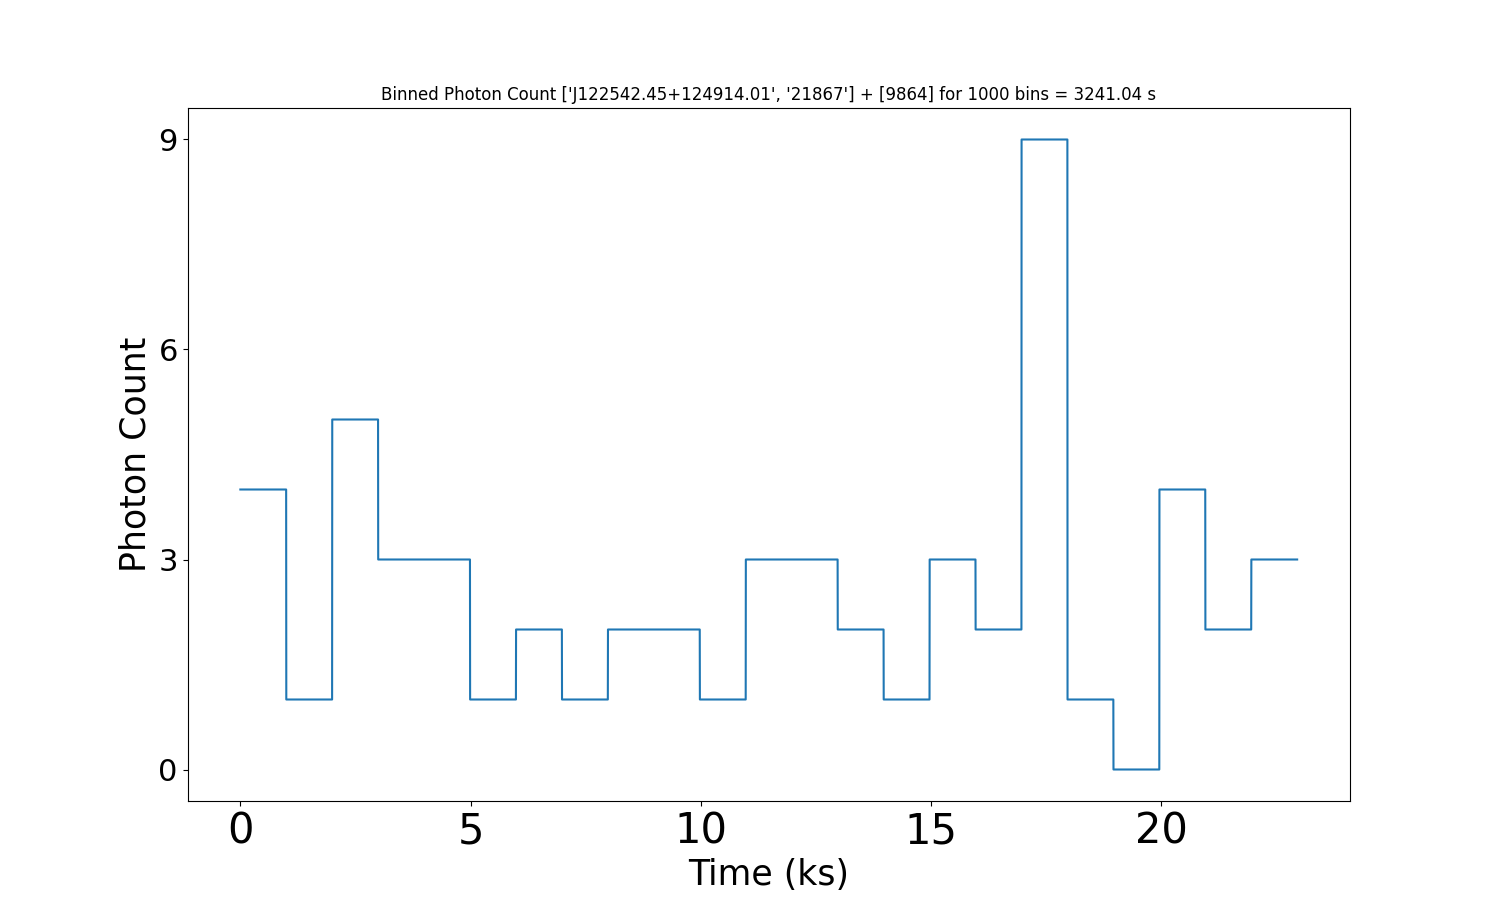 Binned Photon Count ['J122542.45+124914.01', '21867'] + [9864] for 1000 bins = 3241.04 s
9
6
3
0
Photon Count
0 5 10 15 20
Time (ks)